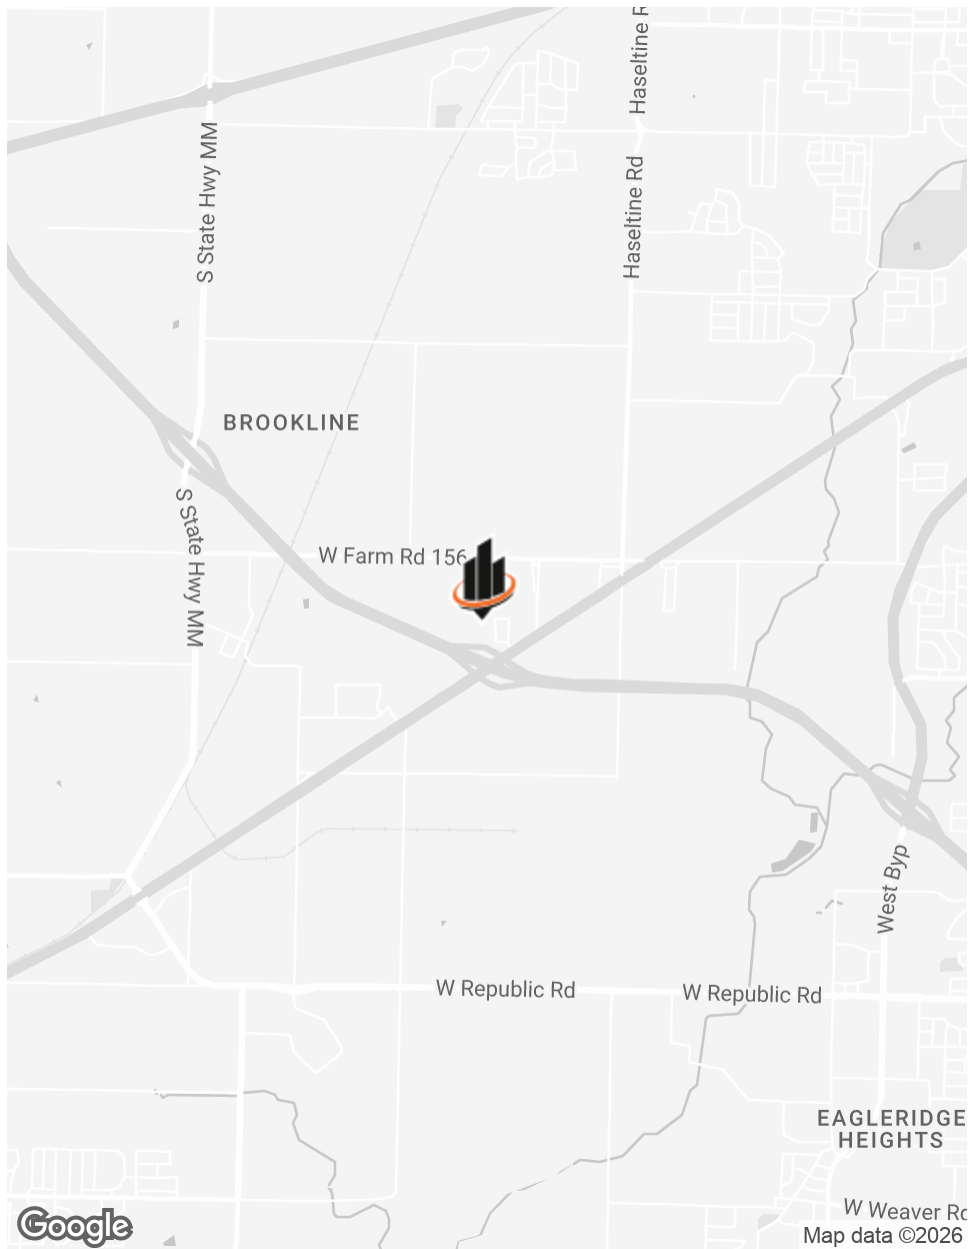 Haseltine R
S State Hwy MM
Haseltine Rd
BROOKLINE
S State Hwy MM
W Farm Rd 156
West Byp
W Republic Rd
W Republic Rd
EAGLERIDGE
HEIGHTS
W Weaver Rd
Google
Map data ©2026